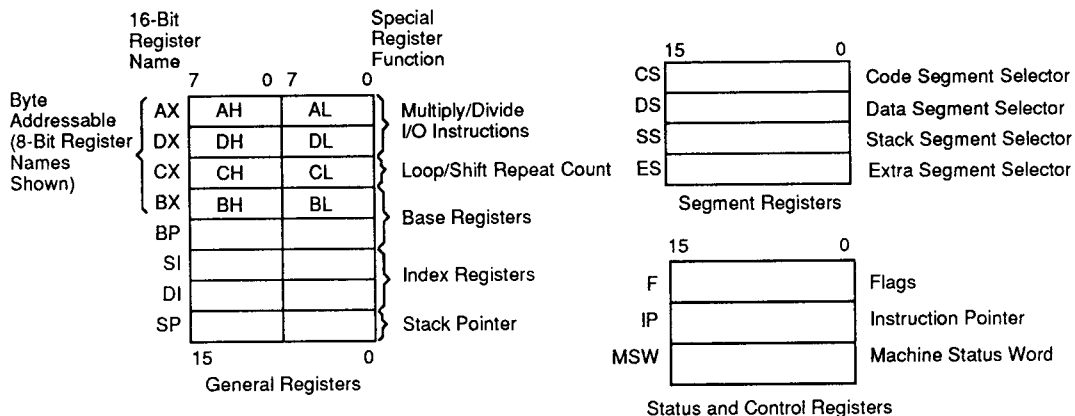 16-Bit
Register
Name
Special
Register
Function
7 0 7 0
Byte
Addressable
(8-Bit Register
Names
Shown)
AX AH AL
DX DH DL
Multiply/Divide
I/O Instructions
CX CH CL Loop/Shift Repeat Count
BX BH BL
BP
Base Registers
SI
DI
Index Registers
SP Stack Pointer
15 0
General Registers
15 0
CS Code Segment Selector
DS Data Segment Selector
SS Stack Segment Selector
ES Extra Segment Selector
Segment Registers
15 0
F Flags
IP Instruction Pointer
MSW Machine Status Word
Status and Control Registers